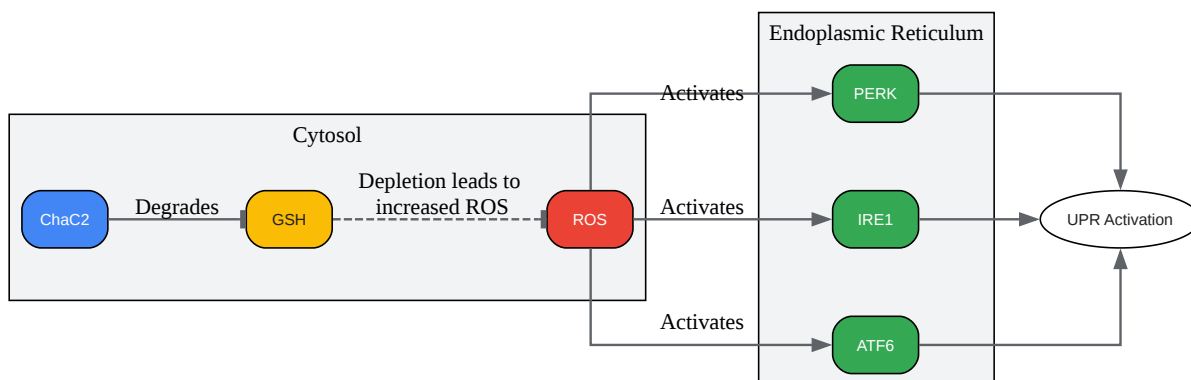 Endoplasmic Reticulum
Activates
PERK
Cytosol
ChaC2
Degrades
GSH
Depletion leads to
increased ROS
ROS
Activates
IRE1
UPR Activation
Activates
ATF6